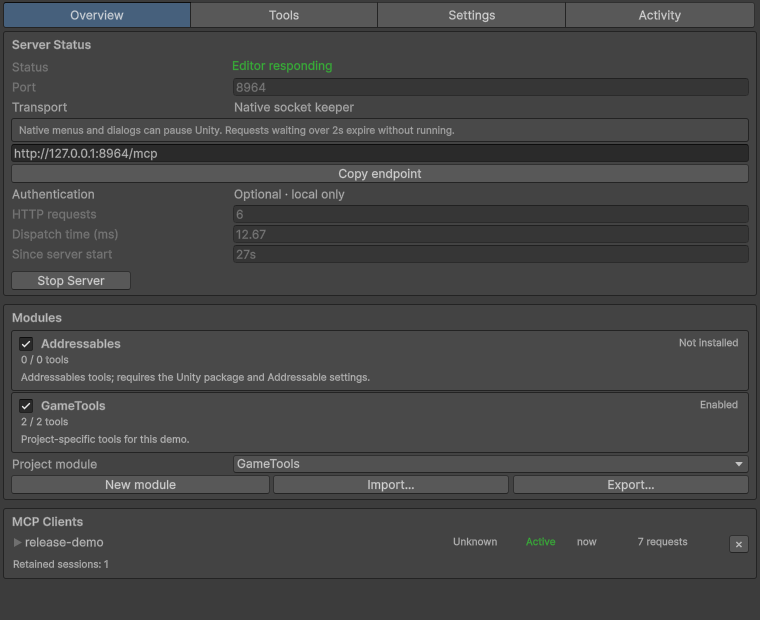 Overview Tools Settings Activity
Server Status
Status Editor responding
Port 8964
Transport Native socket keeper
Native menus and dialogs can pause Unity. Requests waiting over 2s expire without running.
http://127.0.0.1:8964/mcp
Copy endpoint
Authentication Optional · local only
HTTP requests 6
Dispatch time (ms) 12.67
Since server start 27s
Stop Server
Modules
Addressables Not Installed
0 / 0 tools
Addressables tools; requires the Unity package and Addressable settings.
GameTools Enabled
2 / 2 tools
Project-specific tools for this demo.
Project module GameTools
New module Import... Export...
MCP Clients
release-demo Unknown Active now 7 requests ×
Retained sessions: 1